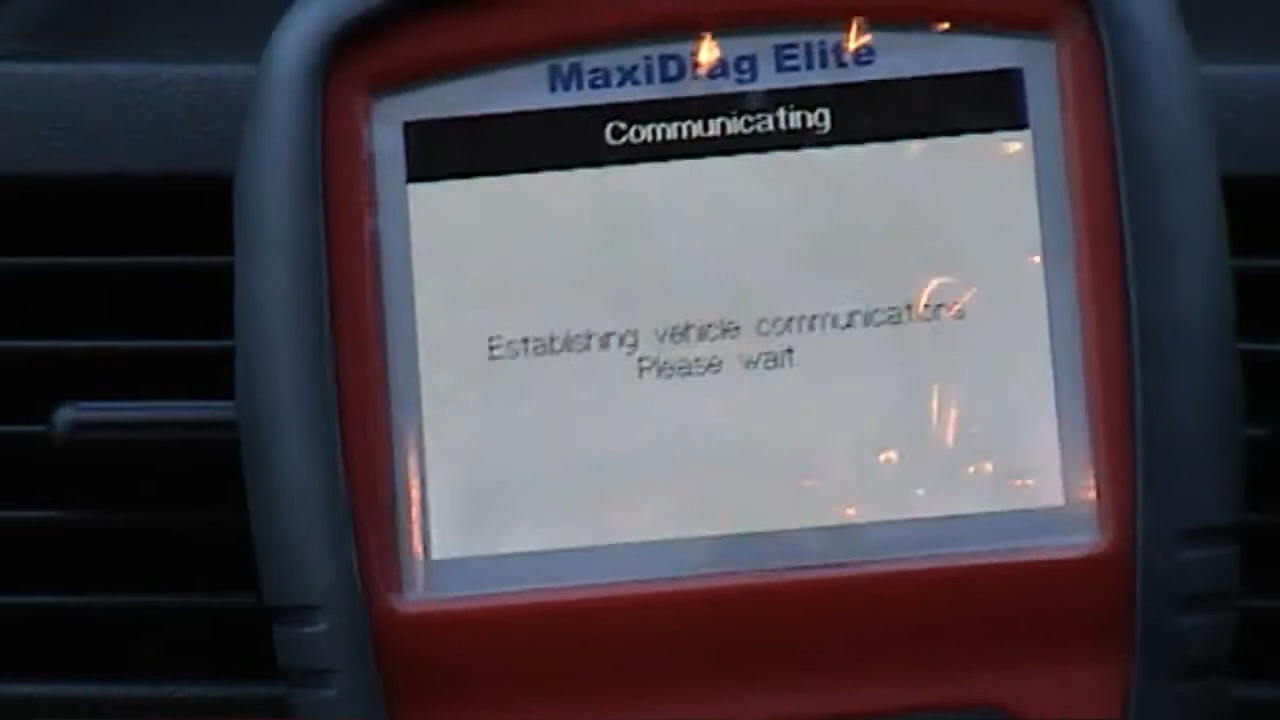 MaxiDiag Elite
Communicating
Establishing vehicle communications
Please wait.